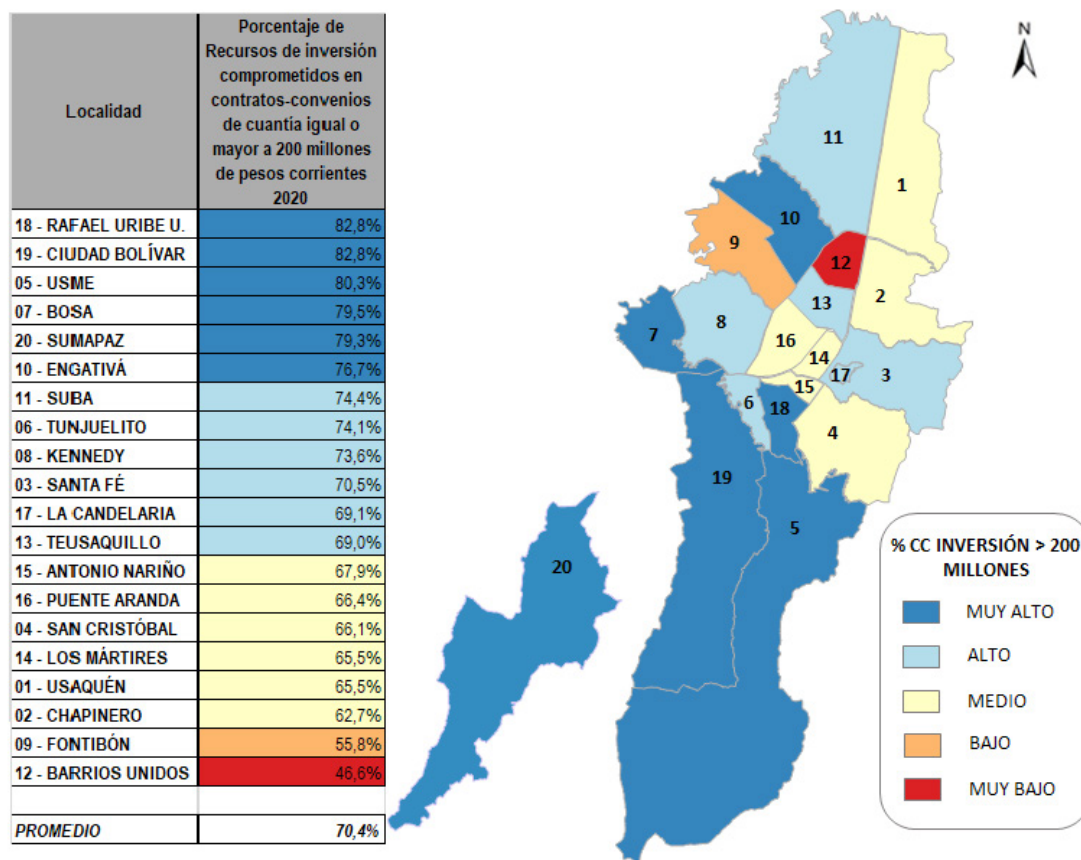 Localidad
Porcentaje de
Recursos de inversión
comprometidos en
contratos-convenios
de cuantía igual o
mayor a 200 millones
de pesos corrientes
2020
18 - RAFAEL URIBE U. 82,8%
19 - CIUDAD BOLÍVAR 82,8%
05 - USME 80,3%
07 - BOSA 79,5%
20 - SUMAPAZ 79,3%
10 - ENGATIVÁ 76,7%
11 - SUBA 74,4%
06 - TUNJUELITO 74,1%
08 - KENNEDY 73,6%
03 - SANTA FÉ 70,5%
17 - LA CANDELARIA 69,1%
13 - TEUSAQUILLO 69,0%
15 - ANTONIO NARIÑO 67,9%
16 - PUENTE ARANDA 66,4%
04 - SAN CRISTÓBAL 66,1%
14 - LOS MÁRTIRES 65,5%
01 - USAQUÉN 65,5%
02 - CHAPINERO 62,7%
09 - FONTIBÓN 55,8%
12 - BARRIOS UNIDOS 46,6%
PROMEDIO 70,4%
N
11
1
10
9
12
2
13
8
7
16
14
17
3
15
6
18
4
19
5
20
% CC INVERSIÓN > 200
MILLONES
MUY ALTO
ALTO
MEDIO
BAJO
MUY BAJO